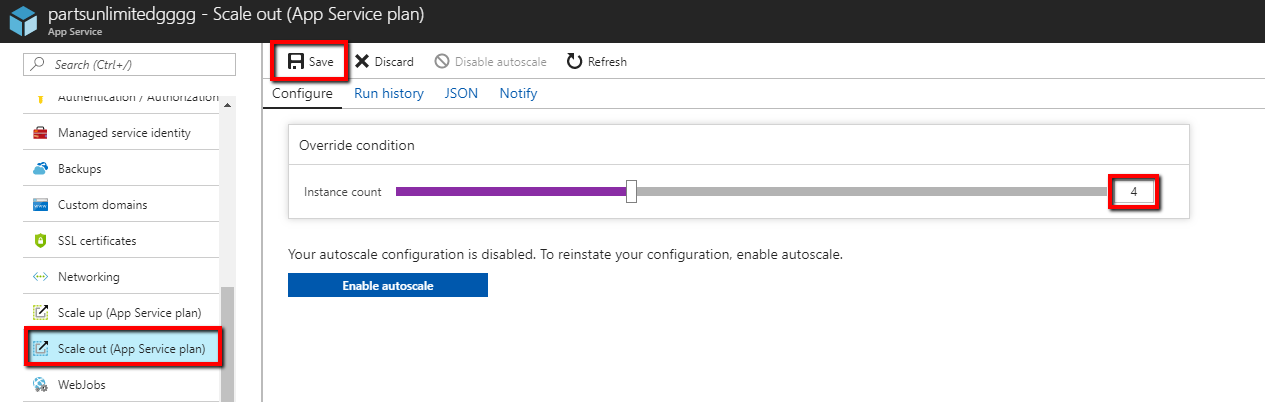 partsunlimitedgggg - Scale out (App Service plan)
App Service
Search (Ctrl+/)
Save
Discard
Disable autoscale
Refresh
Configure
Run history
JSON
Notify
Authentication / Authorization
Managed service identity
Backups
Custom domains
SSL certificates
Networking
Scale up (App Service plan)
Scale out (App Service plan)
WebJobs
Override condition
Instance count
4
Your autoscale configuration is disabled. To reinstate your configuration, enable autoscale.
Enable autoscale